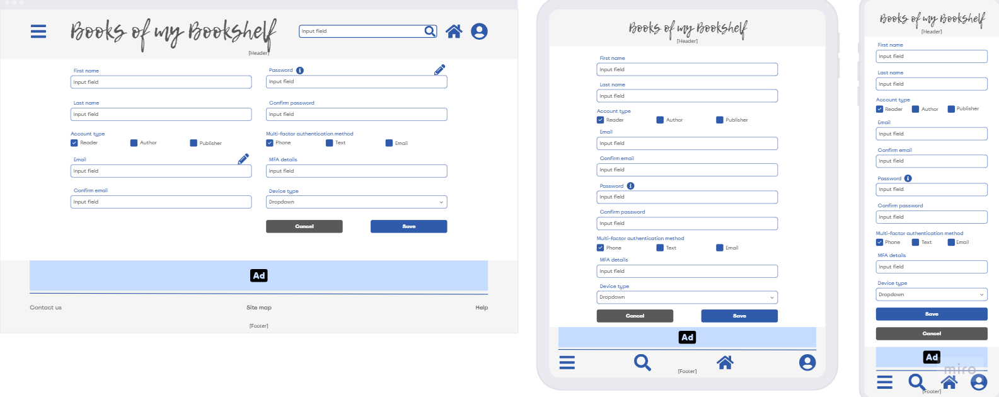 Books of my Bookshelf
Input field
[Header]
First name
Input field
Last name
Input field
Account type
Reader Author Publisher
Email
Input field
Confirm email
Input field
Password
Input field
Confirm password
Input field
Multi-factor authentication method
Phone Text Email
MFA details
Input field
Device type
Dropdown
Cancel Save
Ad
Contact us Site map Help
[Footer]
Books of my Bookshelf
[Header]
First name
Input field
Last name
Input field
Account type
Reader Author Publisher
Email
Input field
Confirm email
Input field
Password
Input field
Confirm password
Input field
Multi-factor authentication method
Phone Text Email
MFA details
Input field
Device type
Dropdown
Cancel Save
Ad
[Footer]
Books of my Bookshelf
[Header]
First name
Input field
Last name
Input field
Account type
Reader Author Publisher
Email
Input field
Confirm email
Input field
Password
Input field
Confirm password
Input field
Multi-factor authentication method
Phone Text Email
MFA details
Input field
Device type
Dropdown
Save
Cancel
Ad
miro
[Footer]